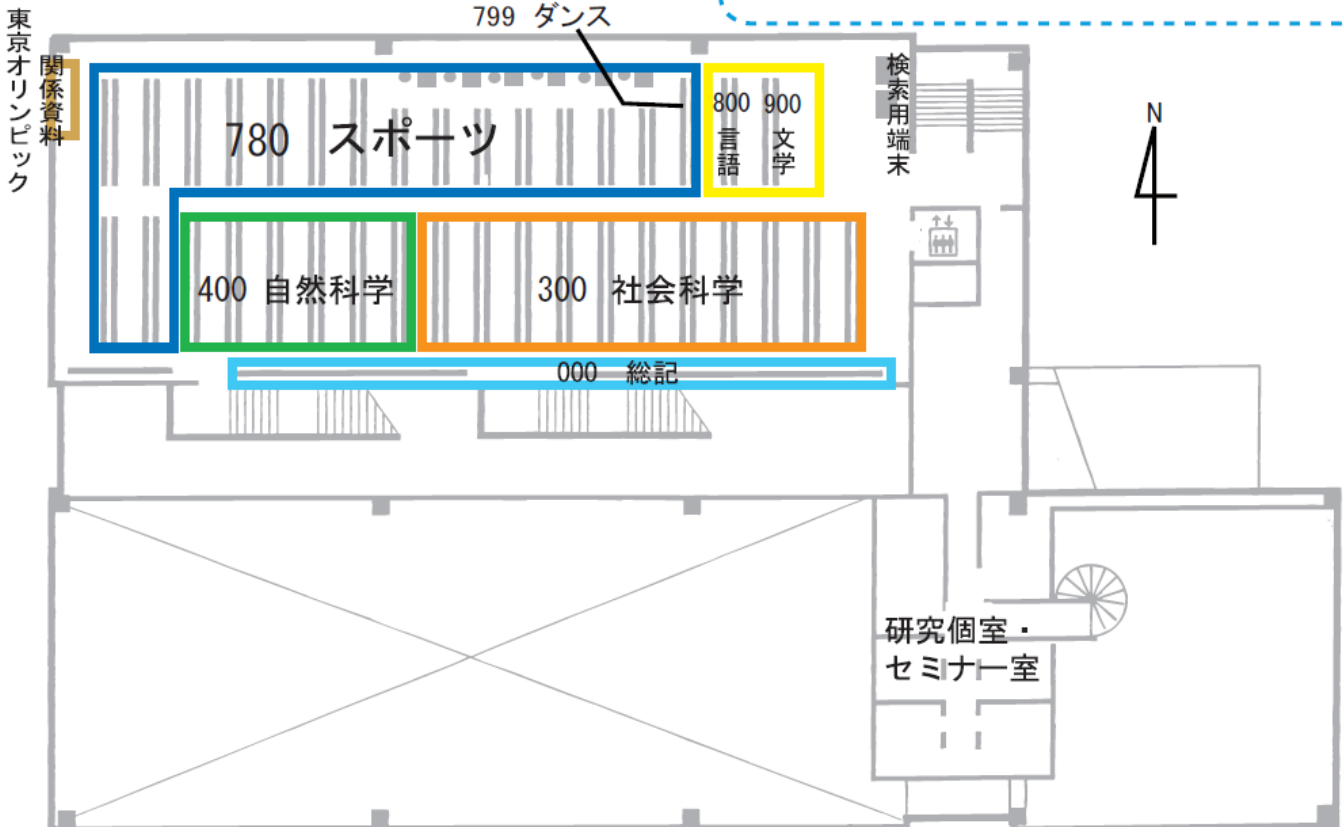 799 ダンス
東京オリンピック
関係資料
検索用端末
780 スポーツ
800 900
言語
文学
N
400 自然科学
300 社会科学
000 総記
研究個室・
セミナー室